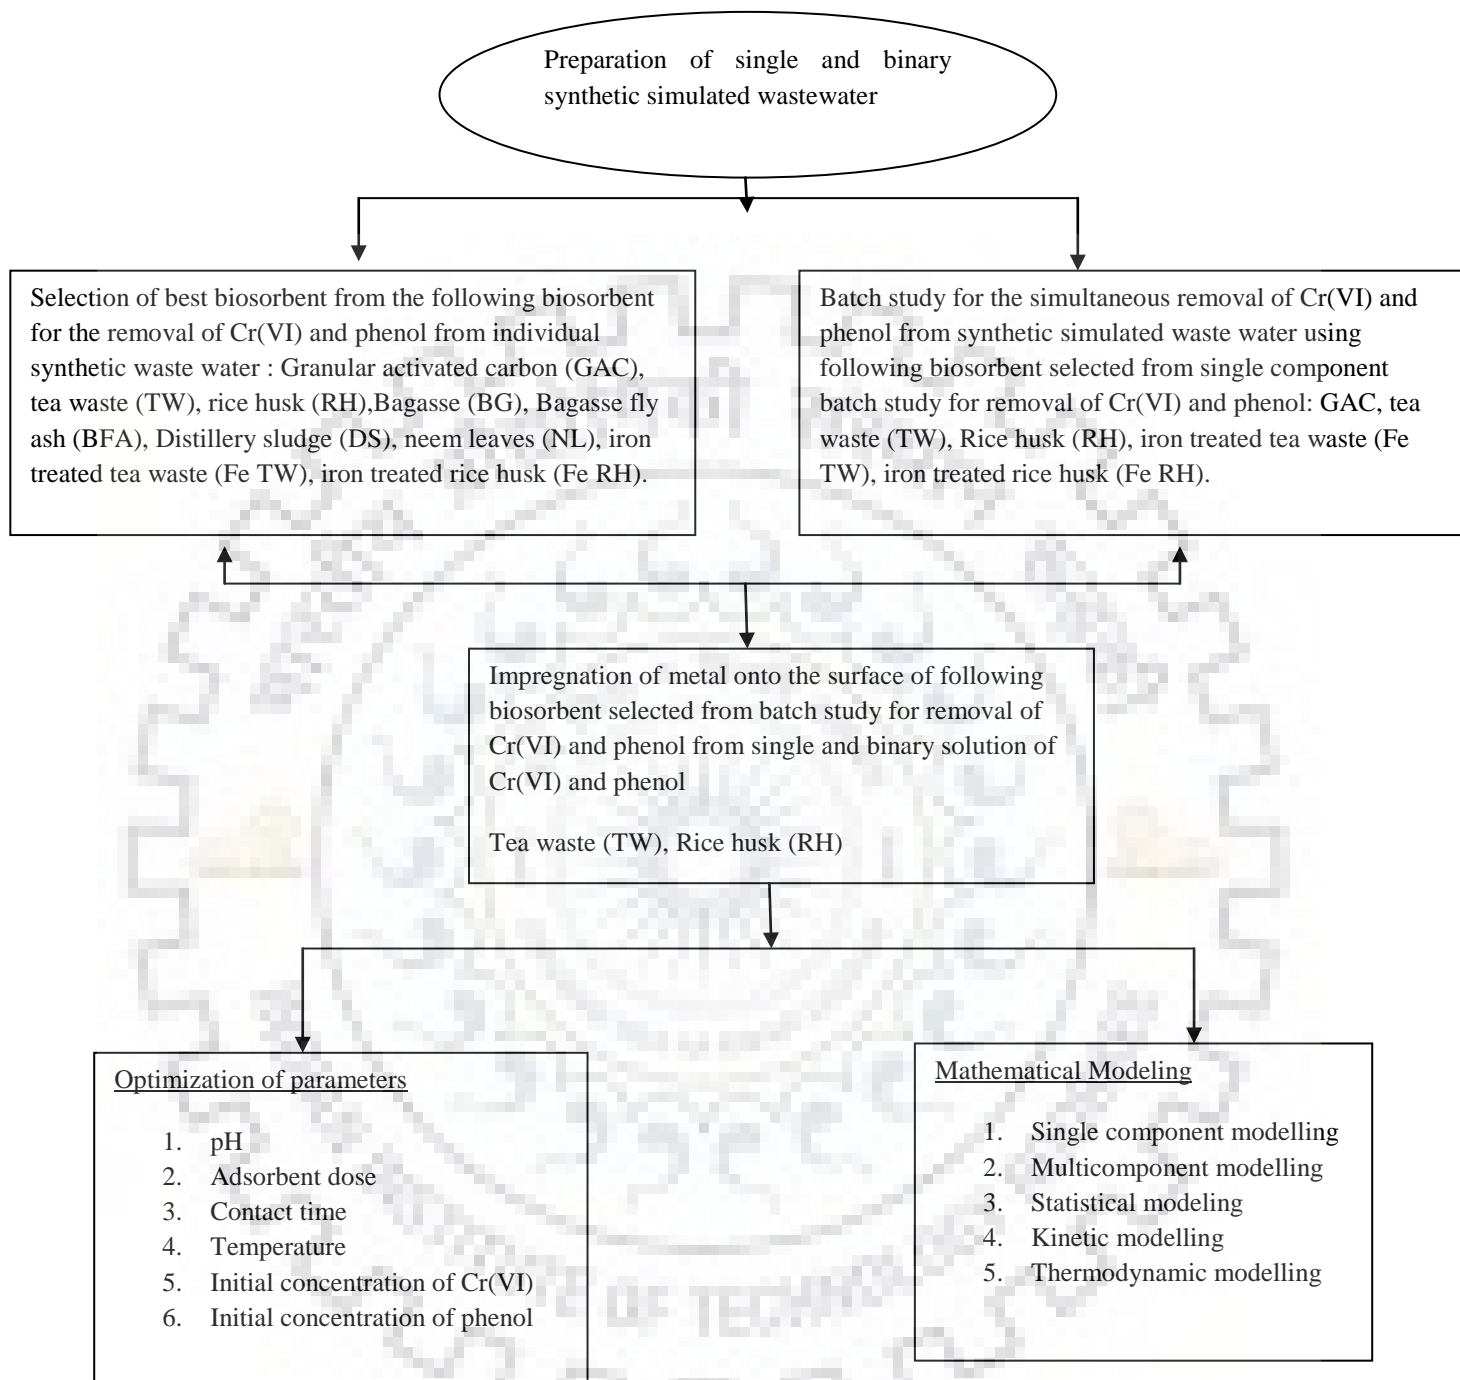 Preparation of single and binary
synthetic simulated wastewater
Selection of best biosorbent from the following biosorbent
for the removal of Cr(VI) and phenol from individual
synthetic waste water : Granular activated carbon (GAC),
tea waste (TW), rice husk (RH),Bagasse (BG), Bagasse fly
ash (BFA), Distillery sludge (DS), neem leaves (NL), iron
treated tea waste (Fe TW), iron treated rice husk (Fe RH).
Batch study for the simultaneous removal of Cr(VI) and
phenol from synthetic simulated waste water using
following biosorbent selected from single component
batch study for removal of Cr(VI) and phenol: GAC, tea
waste (TW), Rice husk (RH), iron treated tea waste (Fe
TW), iron treated rice husk (Fe RH).
Impregnation of metal onto the surface of following
biosorbent selected from batch study for removal of
Cr(VI) and phenol from single and binary solution of
Cr(VI) and phenol
Tea waste (TW), Rice husk (RH)
Optimization of parameters
1. pH
2. Adsorbent dose
3. Contact time
4. Temperature
5. Initial concentration of Cr(VI)
6. Initial concentration of phenol
Mathematical Modeling
1. Single component modelling
2. Multicomponent modelling
3. Statistical modeling
4. Kinetic modelling
5. Thermodynamic modelling
OF TECHNOLOGY